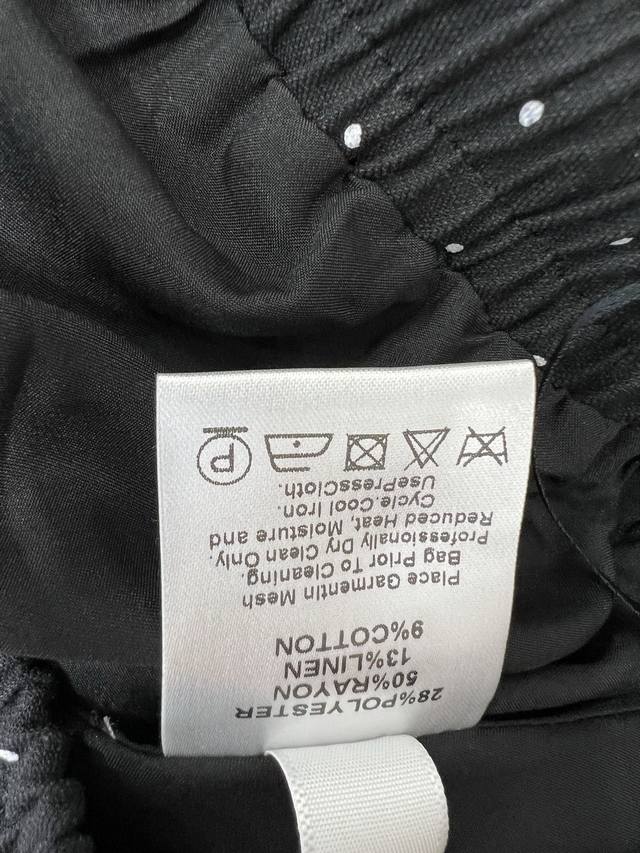 28%POLYESTER
50%RAYON
13%LINEN
9%COTTON
Place Garmentin Mesh
Bag Prior To Cleaning.
Professionally Dry Clean Only.
Reduced Heat, Moisture and
Cycle.Cool Iron.
UsePressCloth.
P